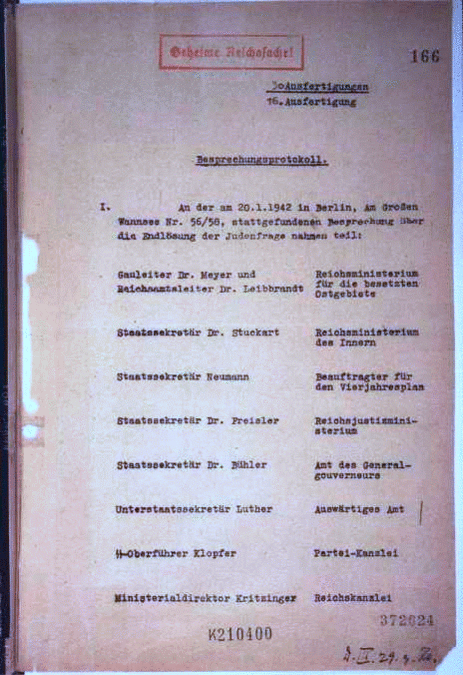 Geheime Reichssache!
166
30 Ausfertigungen
16. Ausfertigung
Besprechungsprotokoll.
I. An der am 20.1.1942 in Berlin, Am Großen
Wannsee Nr. 56/58, stattgefundenen Besprechung über
die Endlösung der Judenfrage nahmen teil:
Gauleiter Dr. Meyer und Reichsministerium
Reichsamtsleiter Dr. Leibbrandt für die besetzten
Ostgebiete
Staatssekretär Dr. Stuckart Reichsministerium
des Innern
Staatssekretär Neumann Beauftragter für
den Vierjahresplan
Staatssekretär Dr. Freisler Reichsjustizmini-
sterium
Staatssekretär Dr. Bühler Amt des General-
gouverneurs
Unterstaatssekretär Luther Auswärtiges Amt
SS-Oberführer Klopfer Partei-Kanzlei
Ministerialdirektor Kritzinger Reichskanzlei
372024
K210400